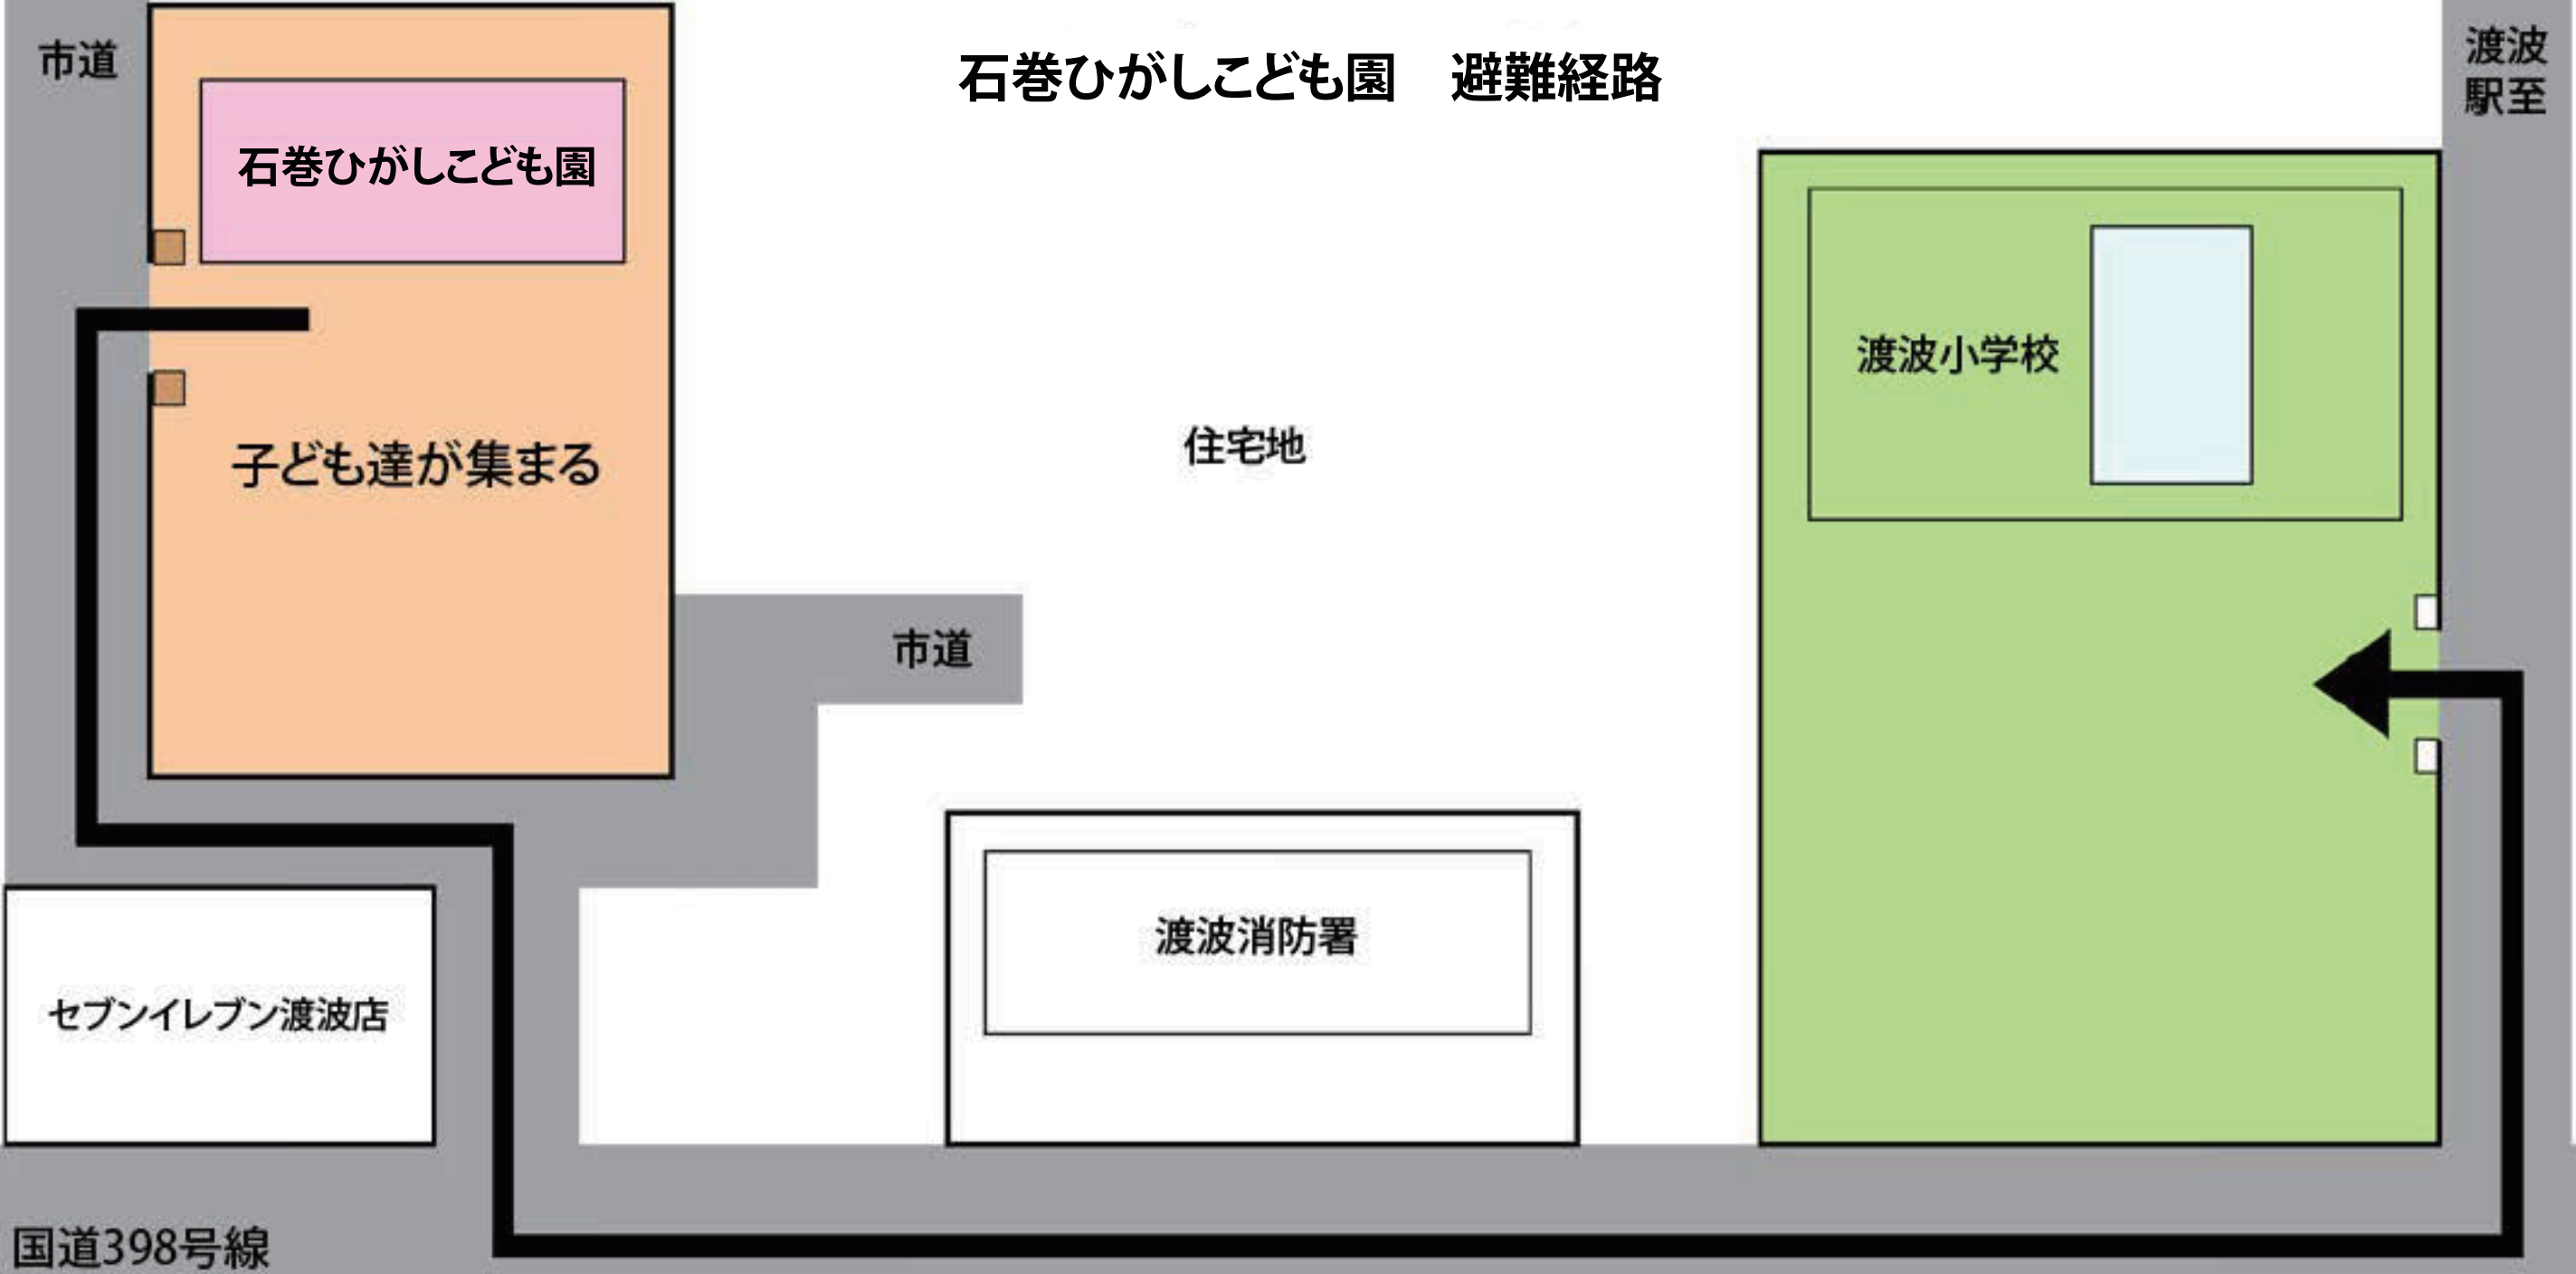 石巻ひがしこども園　避難経路
市道
渡波
駅至
石巻ひがしこども園
渡波小学校
子ども達が集まる
住宅地
市道
渡波消防署
セブンイレブン渡波店
国道398号線